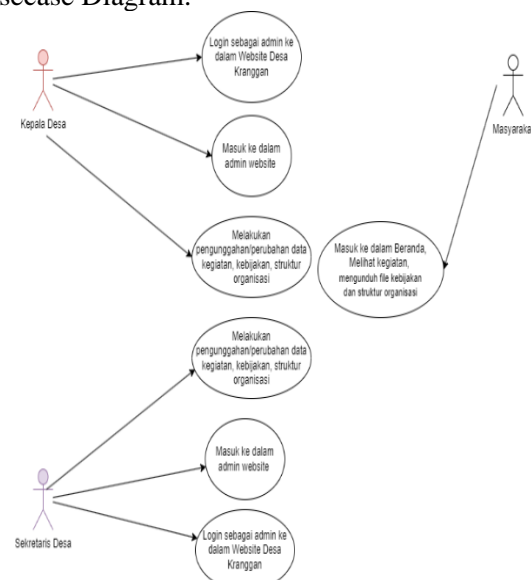 secase Diagram.
Login sebagai admin ke
dalam Website Desa
Kranggan
Kepala Desa
Masyaraka
Masuk ke dalam
admin website
Melakukan
pengunggahan/perubahan data
kegiatan, kebijakan, struktur
organisasi
Masuk ke dalam Beranda,
Melihat kegiatan,
mengunduh file kebijakan
dan struktur organisasi
Melakukan
pengunggahan/perubahan data
kegiatan, kebijakan, struktur
organisasi
Masuk ke dalam
admin website
Sekretaris Desa
Login sebagai admin ke
dalam Website Desa
Kranggan